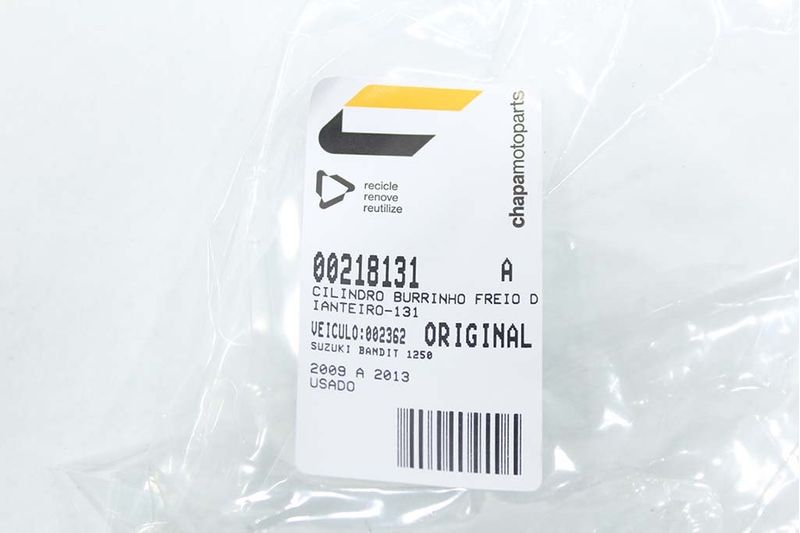 chapamotoparts
recicle
renove
reutilize
00218131 A
CILINDRO BURRINHO FREIO D
IANTEIRO-131
VEICULO:002362 ORIGINAL
SUZUKI BANDIT 1250
2009 A 2013
USADO